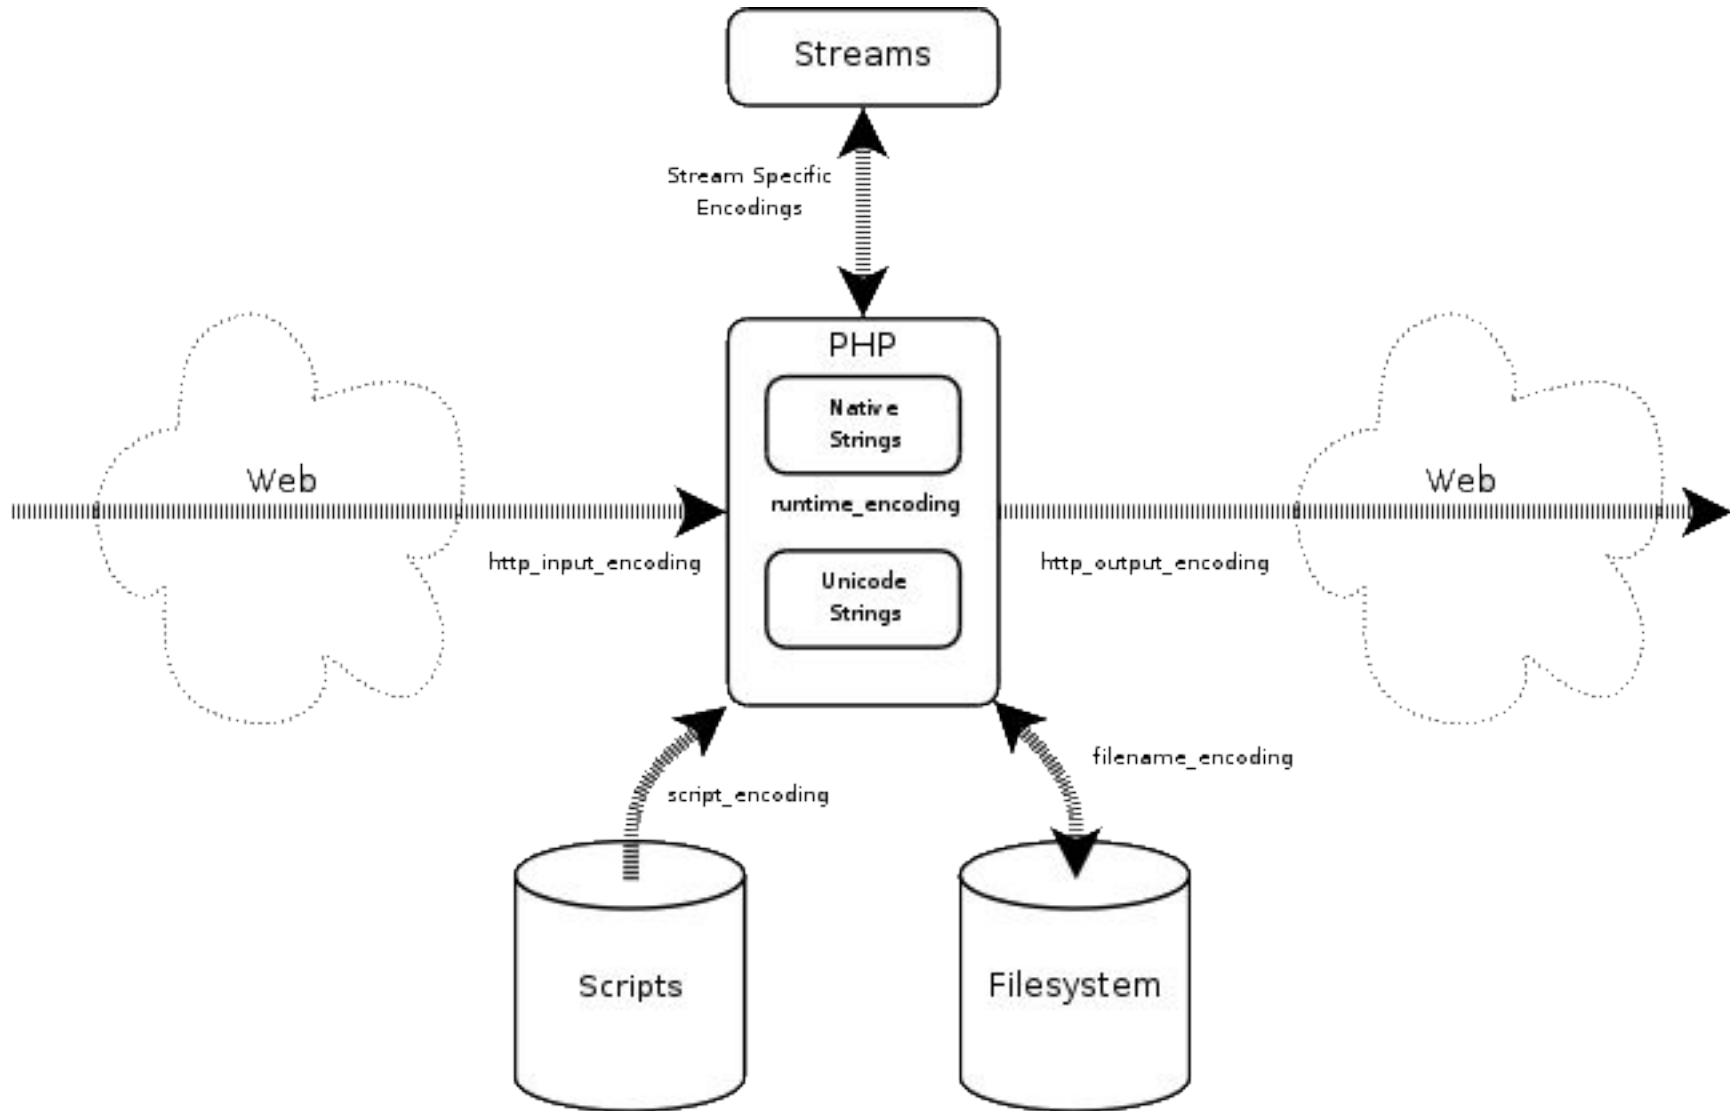 Streams
Stream Specific
Encodings
PHP
Native
Strings
Web
Web
runtime_encoding
http_input_encoding
http_output_encoding
Unicode
Strings
filename_encoding
script_encoding
Scripts
Filesystem